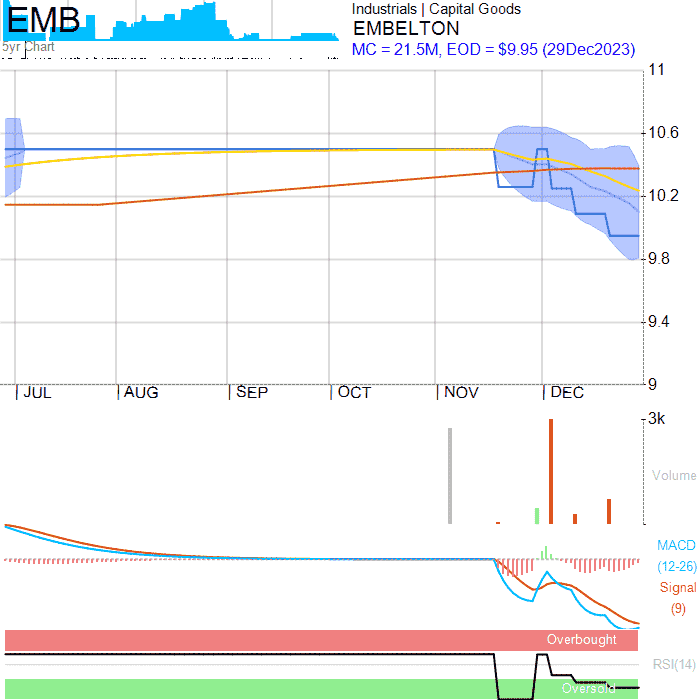 EMB
5yr Chart
Industrials | Capital Goods
EMBELTON
MC = 21.5M, EOD = $9.95 (29Dec2023)
11
10.6
10.2
9.8
9.4
9
JUL AUG SEP OCT NOV DEC
3k
Volume
MACD
(12-26)
Signal
(9)
Overbought
RSI(14)
Oversold